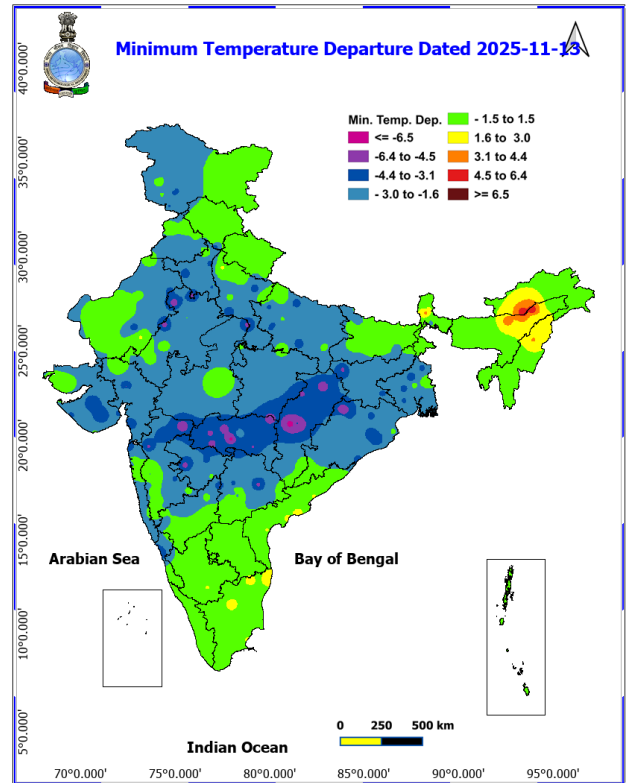 Minimum Temperature Departure Dated 2025-11-13
Min. Temp. Dep.
<= -6.5
-6.4 to -4.5
-4.4 to -3.1
- 3.0 to -1.6
- 1.5 to 1.5
1.6 to 3.0
3.1 to 4.4
4.5 to 6.4
>= 6.5
40°0.000'
35°0.000'
30°0.000'
25°0.000'
20°0.000'
15°0.000'
10°0.000'
5°0.000'
Arabian Sea
Bay of Bengal
Indian Ocean
0 250 500 km
70°0.000' 75°0.000' 80°0.000' 85°0.000' 90°0.000' 95°0.000'